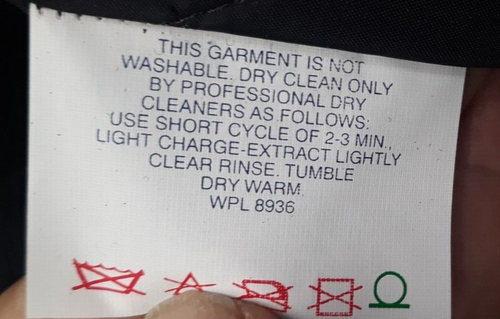 THIS GARMENT IS NOT
WASHABLE. DRY CLEAN ONLY
BY PROFESSIONAL DRY
CLEANERS AS FOLLOWS:
USE SHORT CYCLE OF 2-3 MIN.,
LIGHT CHARGE-EXTRACT LIGHTLY
CLEAR RINSE. TUMBLE
DRY WARM.
WPL 8936